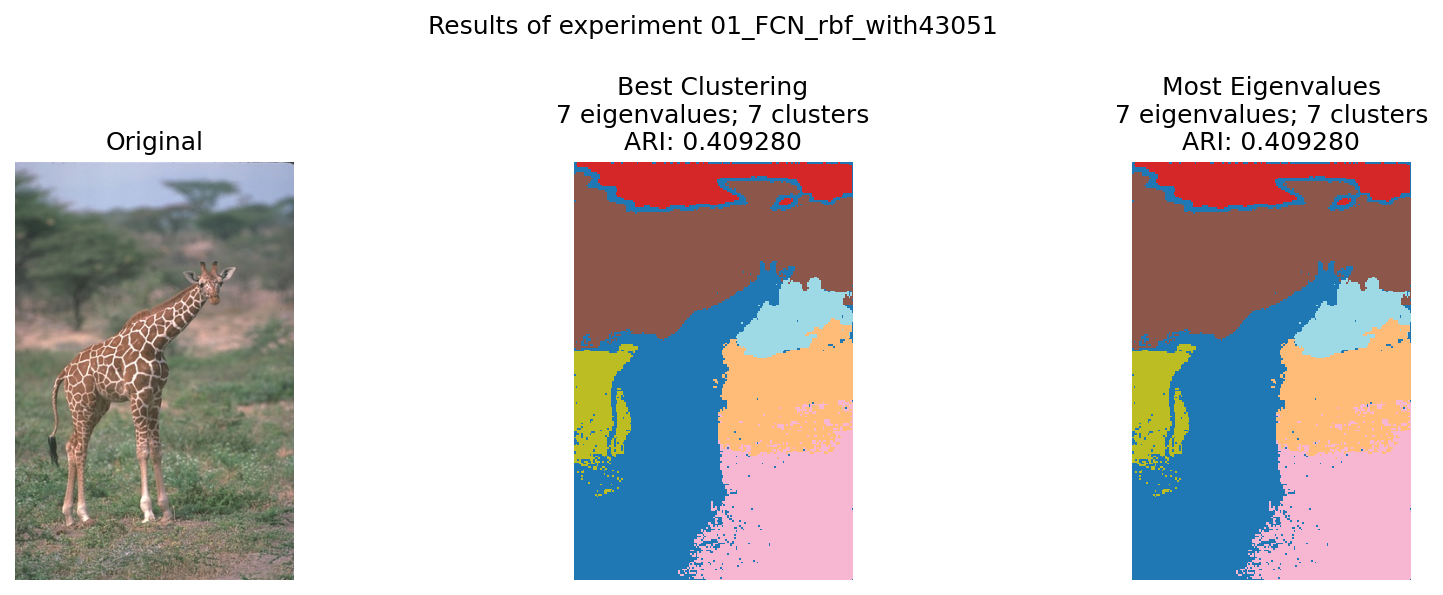 Results of experiment 01_FCN_rbf_with43051
Original
Best Clustering
7 eigenvalues; 7 clusters
ARI: 0.409280
Most Eigenvalues
7 eigenvalues; 7 clusters
ARI: 0.409280